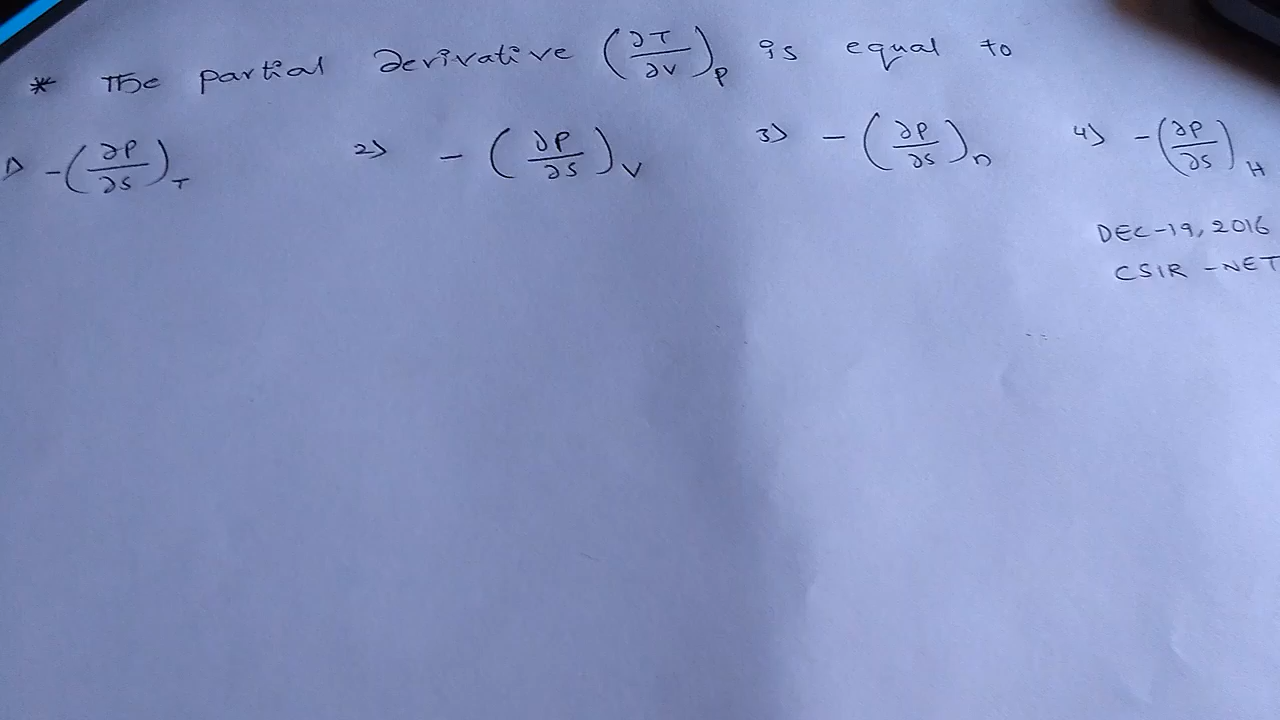 * The partial derivative (∂T/∂V)_P is equal to
1) -(∂P/∂S)_T 2) -(∂P/∂S)_V 3) -(∂P/∂S)_n 4) -(∂P/∂S)_H
DEC-19, 2016
CSIR -NET